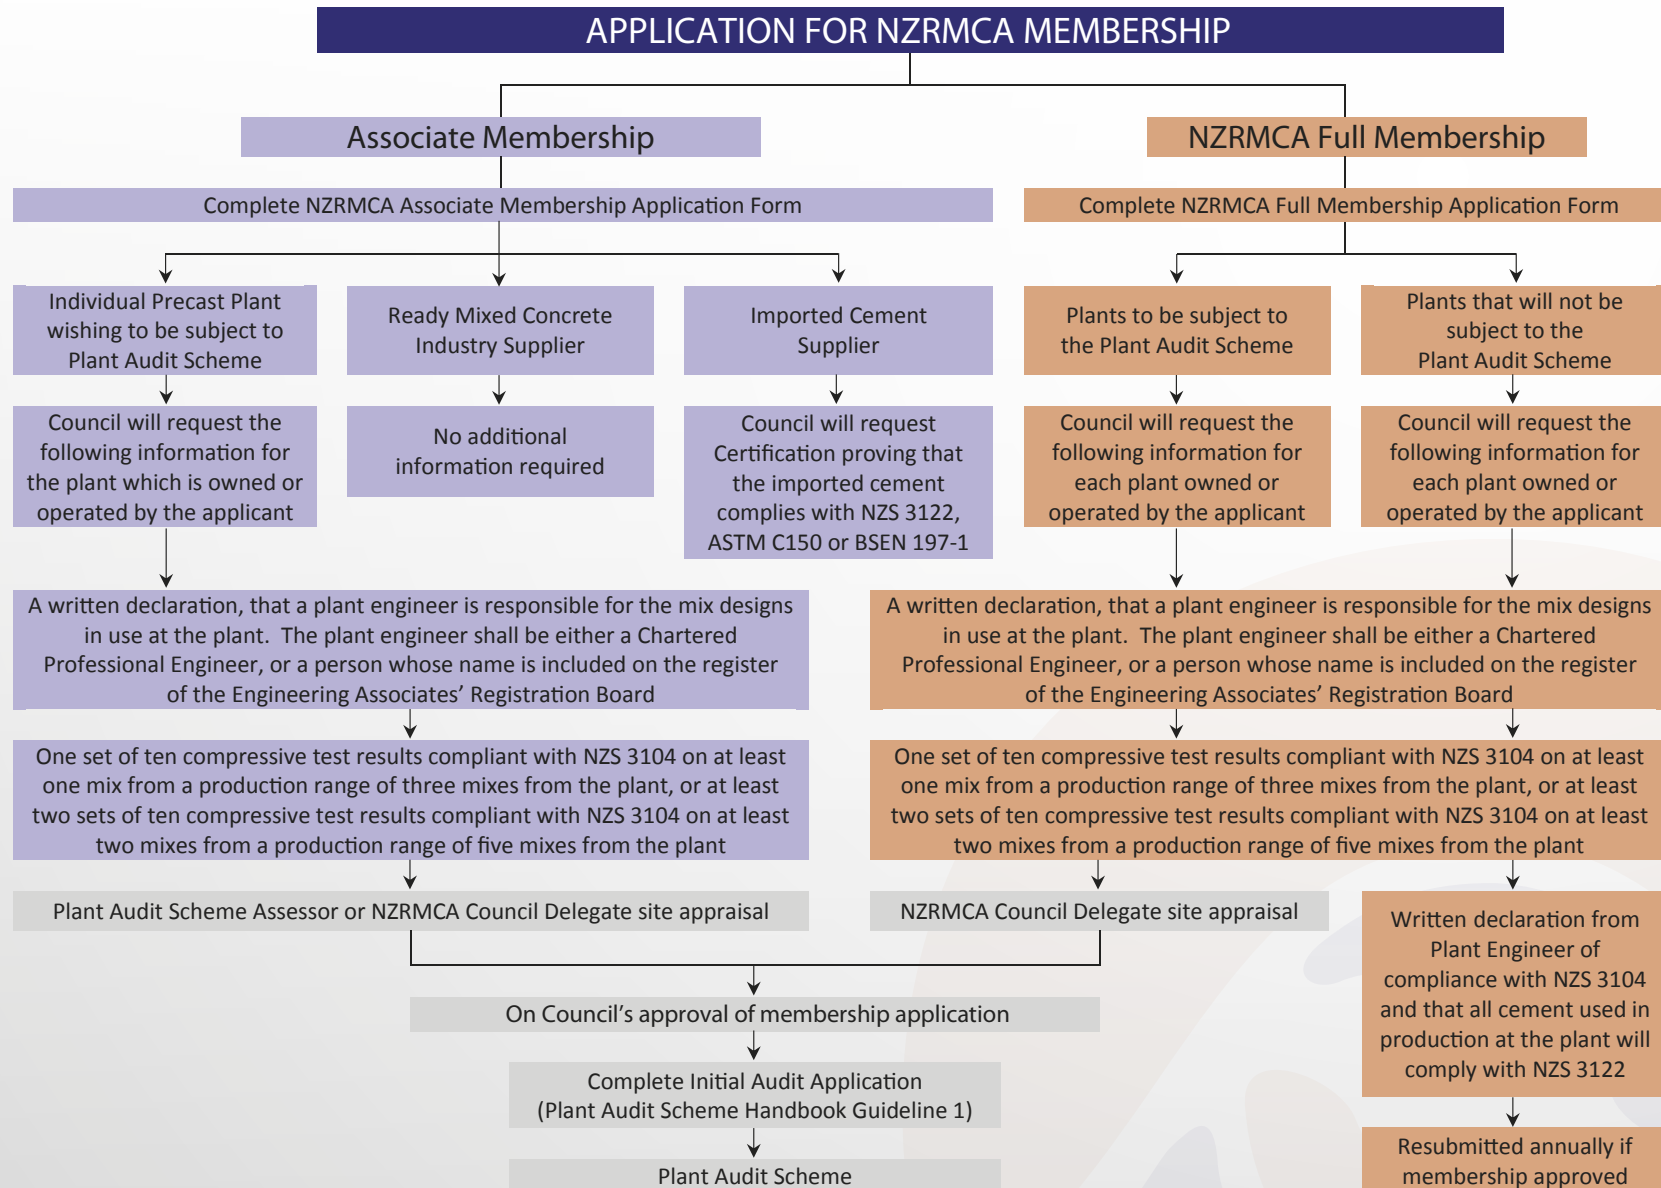 APPLICATION FOR NZRMCA MEMBERSHIP
Associate Membership
NZRMCA Full Membership
Complete NZRMCA Associate Membership Application Form
Complete NZRMCA Full Membership Application Form
Individual Precast Plant
wishing to be subject to
Plant Audit Scheme
Ready Mixed Concrete
Industry Supplier
Imported Cement
Supplier
Plants to be subject to
the Plant Audit Scheme
Plants that will not be
subject to the
Plant Audit Scheme
Council will request the
following information for
the plant which is owned or
operated by the applicant
No additional
information required
Council will request
Certification proving that
the imported cement
complies with NZS 3122,
ASTM C150 or BSEN 197-1
Council will request the
following information for
each plant owned or
operated by the applicant
Council will request the
following information for
each plant owned or
operated by the applicant
A written declaration, that a plant engineer is responsible for the mix designs
in use at the plant.  The plant engineer shall be either a Chartered
Professional Engineer, or a person whose name is included on the register
of the Engineering Associates' Registration Board
A written declaration, that a plant engineer is responsible for the mix designs
in use at the plant.  The plant engineer shall be either a Chartered
Professional Engineer, or a person whose name is included on the register
of the Engineering Associates' Registration Board
One set of ten compressive test results compliant with NZS 3104 on at least
one mix from a production range of three mixes from the plant, or at least
two sets of ten compressive test results compliant with NZS 3104 on at least
two mixes from a production range of five mixes from the plant
One set of ten compressive test results compliant with NZS 3104 on at least
one mix from a production range of three mixes from the plant, or at least
two sets of ten compressive test results compliant with NZS 3104 on at least
two mixes from a production range of five mixes from the plant
Plant Audit Scheme Assessor or NZRMCA Council Delegate site appraisal
NZRMCA Council Delegate site appraisal
Written declaration from
Plant Engineer of
compliance with NZS 3104
and that all cement used in
production at the plant will
comply with NZS 3122
On Council's approval of membership application
Complete Initial Audit Application
(Plant Audit Scheme Handbook Guideline 1)
Plant Audit Scheme
Resubmitted annually if
membership approved